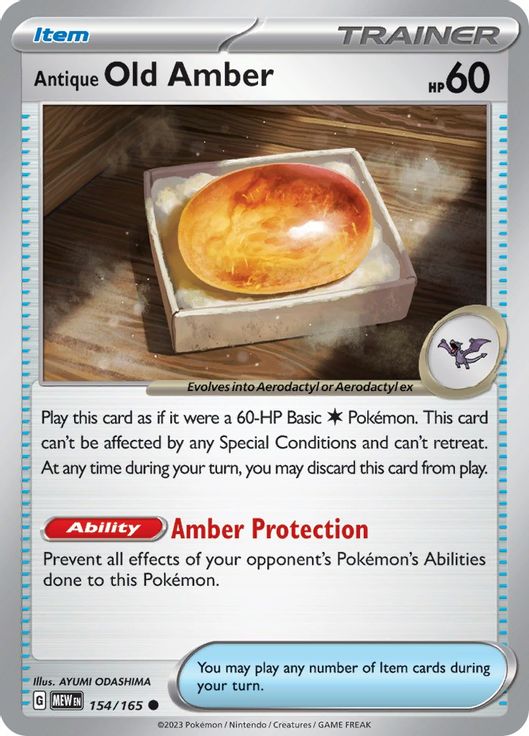 Item
TRAINER
Antique Old Amber
HP 60
Evolves into Aerodactyl or Aerodactyl ex
Play this card as if it were a 60-HP Basic Pokémon. This card
can't be affected by any Special Conditions and can't retreat.
At any time during your turn, you may discard this card from play.
Ability Amber Protection
Prevent all effects of your opponent's Pokémon's Abilities
done to this Pokémon.
You may play any number of Item cards during
your turn.
Illus. AYUMI ODASHIMA
G MEW EN 154/165
©2023 Pokémon / Nintendo / Creatures / GAME FREAK